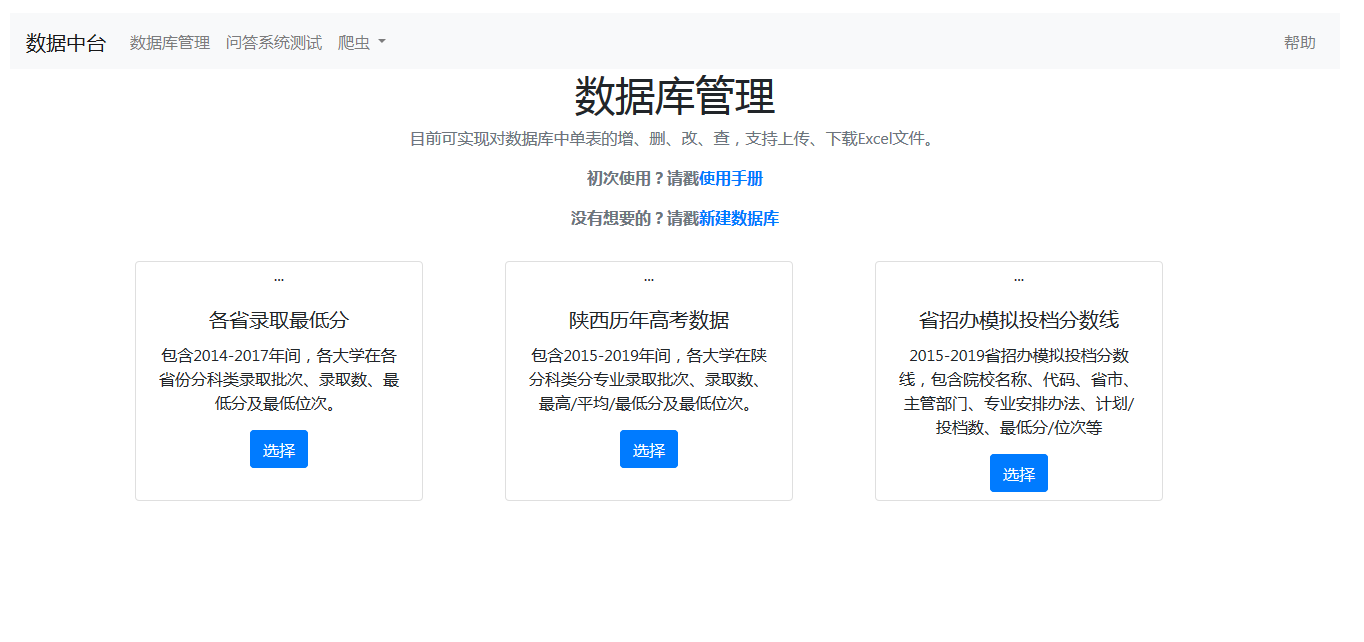 数据中台 数据库管理 问答系统测试 爬虫 帮助
数据库管理
目前可实现对数据库中单表的增、删、改、查，支持上传、下载Excel文件。
初次使用？请戳使用手册
没有想要的？请戳新建数据库
...
各省录取最低分
包含2014-2017年间，各大学在各
省份分科类录取批次、录取数、最
低分及最低位次。
选择
...
陕西历年高考数据
包含2015-2019年间，各大学在陕
分科类分专业录取批次、录取数、
最高/平均/最低分及最低位次。
选择
...
省招办模拟投档分数线
2015-2019省招办模拟投档分数
线，包含院校名称、代码、省市、
主管部门、专业安排办法、计划/
投档数、最低分/位次等
选择